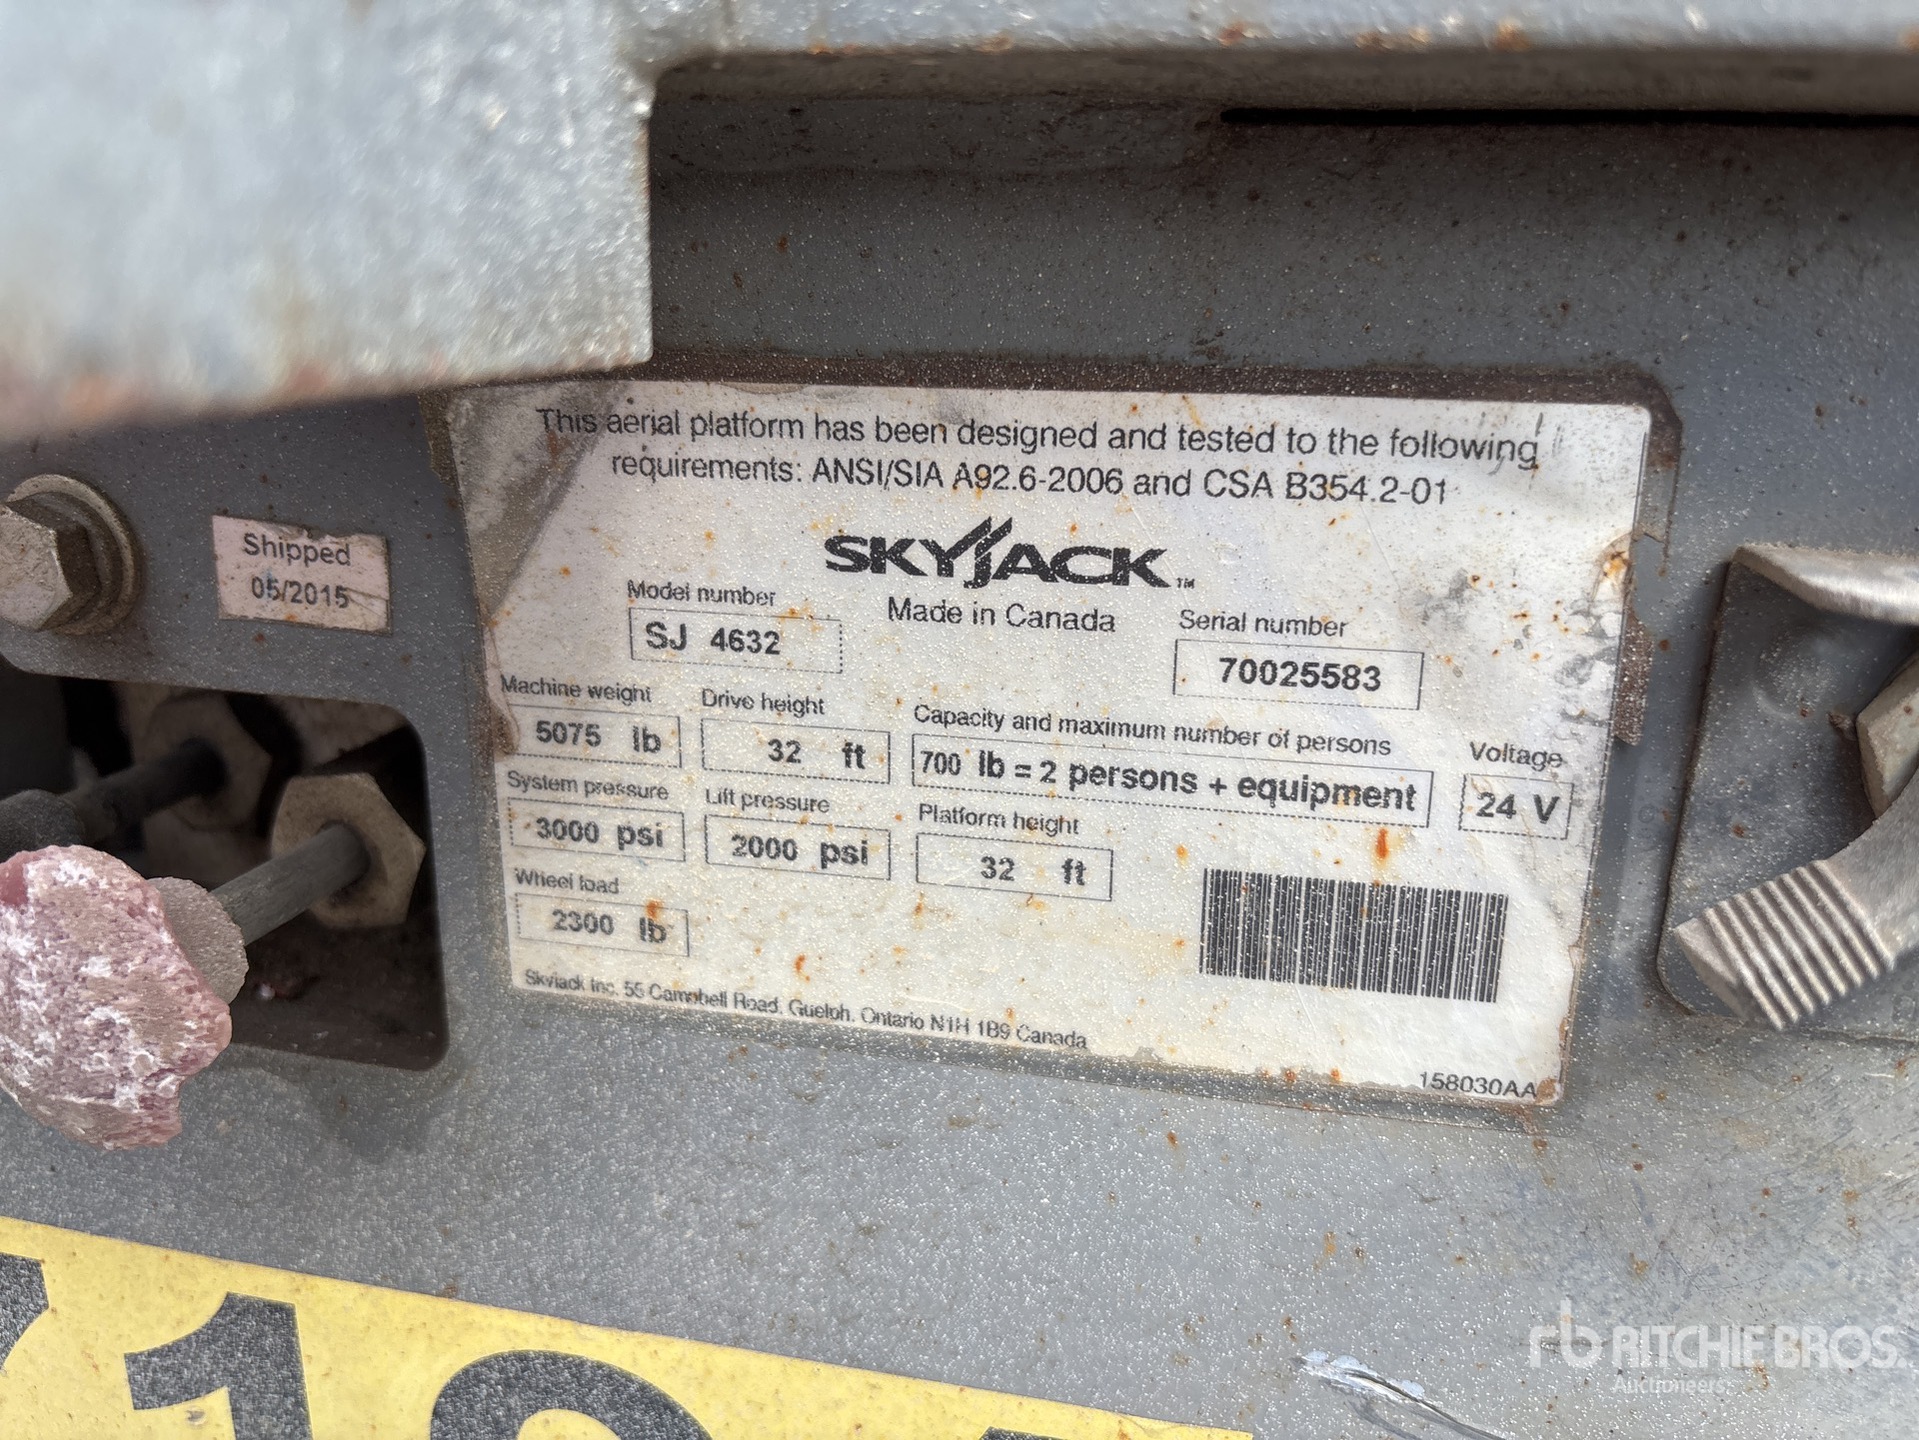 This aerial platform has been designed and tested to the following
requirements: ANSI/SIA A92.6-2006 and CSA B354.2-01
SKYJACK™
Made in Canada
Shipped
05/2015
Model number
SJ 4632
Serial number
70025583
Machine weight
5075 lb
Drive height
32 ft
Capacity and maximum number of persons
700 lb = 2 persons + equipment
Voltage
24 V
System pressure
3000 psi
Lift pressure
2000 psi
Platform height
32 ft
Wheel load
2300 lb
Skyjack Inc. 55 Campbell Road. Guelph. Ontario N1H 1B9 Canada
158030AA
rb RITCHIE BROS.
Auctioneers